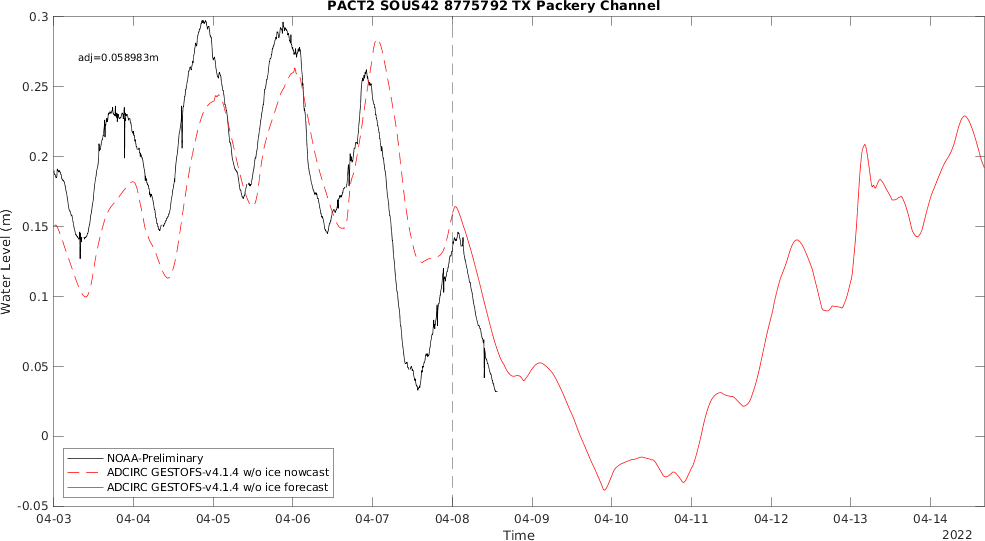 PACT2 SOUS42 8775792 TX Packery Channel
adj=0.058983m
0.3
0.25
0.2
0.15
0.1
0.05
0
-0.05
Water Level (m)
NOAA-Preliminary
ADCIRC GESTOFS-v4.1.4 w/o ice nowcast
ADCIRC GESTOFS-v4.1.4 w/o ice forecast
04-03 04-04 04-05 04-06 04-07 04-08 04-09 04-10 04-11 04-12 04-13 04-14
Time
2022